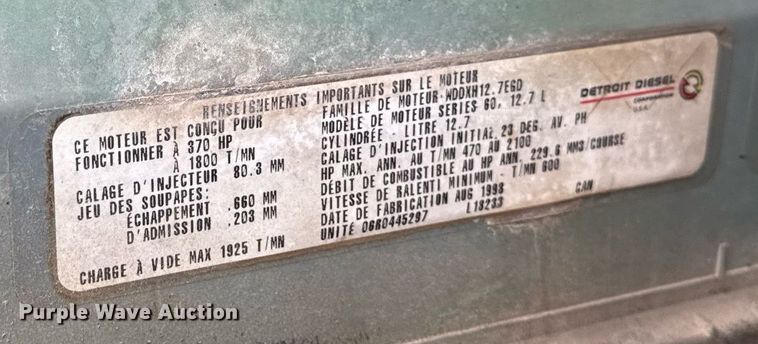 RENSEIGNEMENTS IMPORTANTS SUR LE MOTEUR
CE MOTEUR EST CONÇU POUR
FONCTIONNER À 370 HP
À 1800 T/MN
CALAGE D'INJECTEUR 80.3 MM
JEU DES SOUPAPES:
ÉCHAPPEMENT .660 MM
D'ADMISSION .203 MM
CHARGE À VIDE MAX 1925 T/MN
FAMILLE DE MOTEUR-WDDXH12.7EGD
MODÈLE DE MOTEUR SERIES 60, 12.7 L
CYLINDRÉE - LITRE 12.7
CALAGE D'INJECTION INITIAL 23 DEG. AV. PH
HP MAX. ANN. AU T/MN 470 AU 2100
DÉBIT DE COMBUSTIBLE AU HP ANN. 229.6 MM3/COURSE
VITESSE DE RALENTI MINIMUM - T/MN 600
DATE DE FABRICATION AUG 1998 CAN
UNITÉ 06R0445297 L18233
DETROIT DIESEL
CORPORATION
U.S.A.
Purple Wave Auction